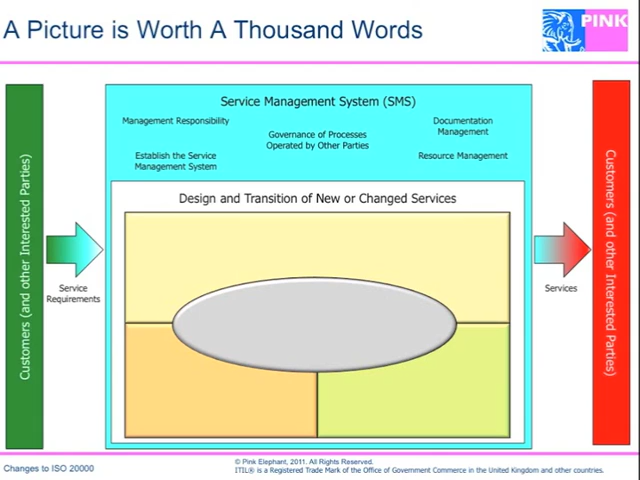 A Picture is Worth A Thousand Words
PINK
Customers (and other Interested Parties)
Service
Requirements
Service Management System (SMS)
Management Responsibility
Governance of Processes
Operated by Other Parties
Documentation
Management
Establish the Service
Management System
Resource Management
Design and Transition of New or Changed Services
Services
Customers (and other Interested Parties)
Changes to ISO 20000
© Pink Elephant, 2011. All Rights Reserved.
ITIL® is a Registered Trade Mark of the Office of Government Commerce in the United Kingdom and other countries.